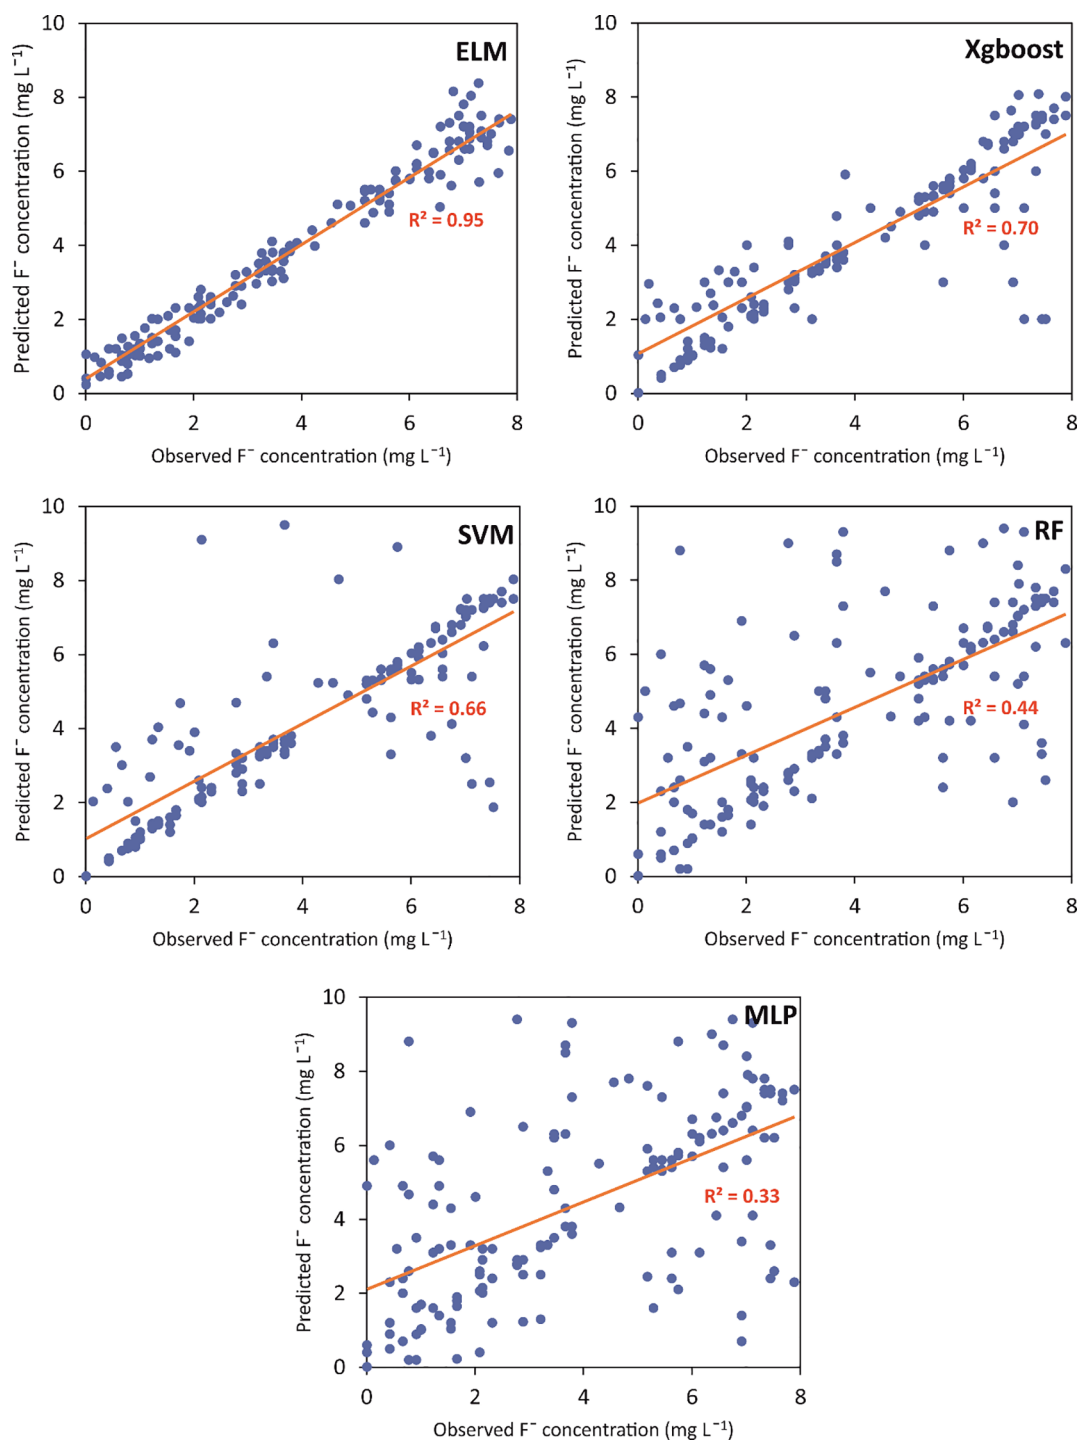 ELM
Predicted F⁻ concentration (mg L⁻¹)
10
8
6
4
2
0
R² = 0.95
0 2 4 6 8
Observed F⁻ concentration (mg L⁻¹)
Xgboost
Predicted F⁻ concentration (mg L⁻¹)
10
8
6
4
2
0
R² = 0.70
0 2 4 6 8
Observed F⁻ concentration (mg L⁻¹)
SVM
Predicted F⁻ concentration (mg L⁻¹)
10
8
6
4
2
0
R² = 0.66
0 2 4 6 8
Observed F⁻ concentration (mg L⁻¹)
RF
Predicted F⁻ concentration (mg L⁻¹)
10
8
6
4
2
0
R² = 0.44
0 2 4 6 8
Observed F⁻ concentration (mg L⁻¹)
MLP
Predicted F⁻ concentration (mg L⁻¹)
10
8
6
4
2
0
R² = 0.33
0 2 4 6 8
Observed F⁻ concentration (mg L⁻¹)